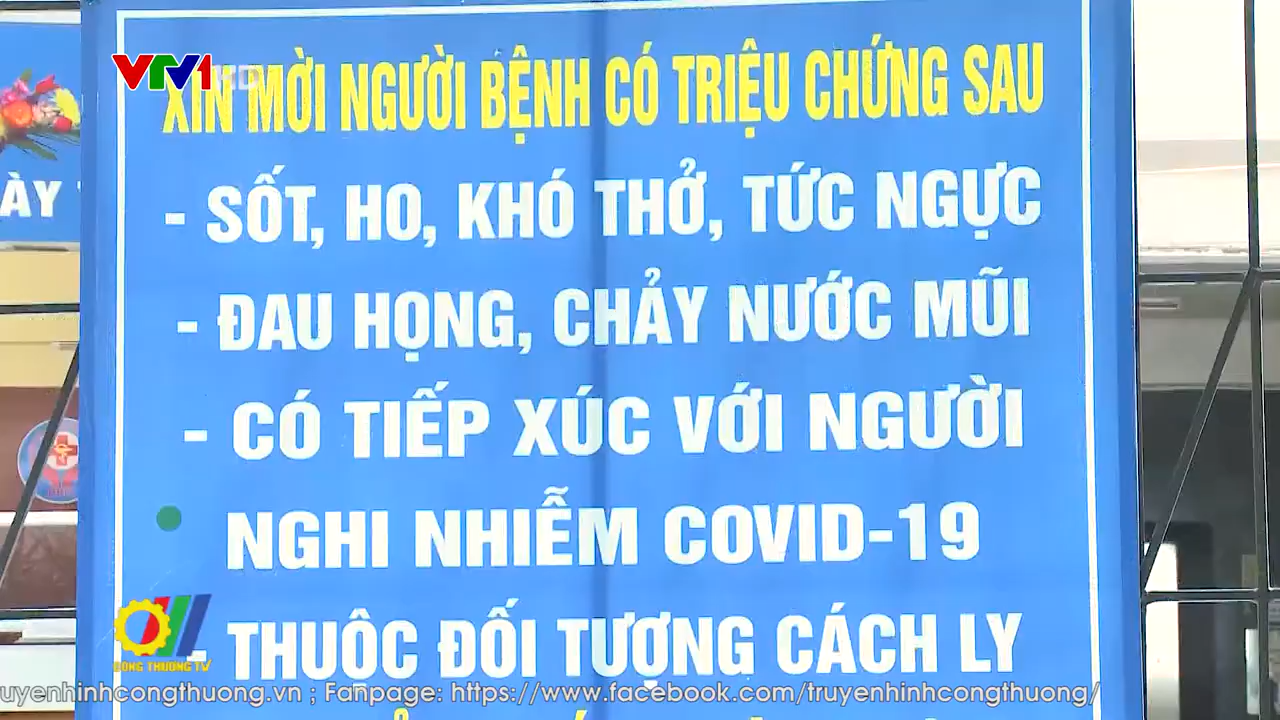 VTV1 HD
XIN MỜI NGƯỜI BỆNH CÓ TRIỆU CHỨNG SAU
- SỐT, HO, KHÓ THỞ, TỨC NGỰC
ÀY
- ĐAU HỌNG, CHẢY NƯỚC MŨI
- CÓ TIẾP XÚC VỚI NGƯỜI
NGHI NHIỄM COVID-19
- THUỘC ĐỐI TƯỢNG CÁCH LY
CÔNG THƯƠNG TV
uyenhinhcongthuong.vn ; Fanpage: https://www.facebook.com/truyenhinhcongthuong/